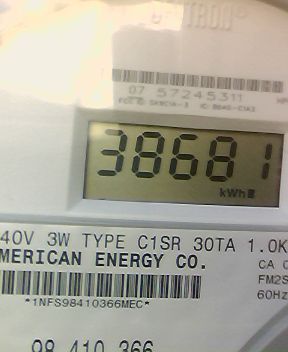 TRON®
07 57245311
38681
kWh
40V 3W TYPE C1SR 30TA 1.0K
MERICAN ENERGY CO.
CA 
FM2S
60Hz
*1NFS98410366MEC*
98 410 366